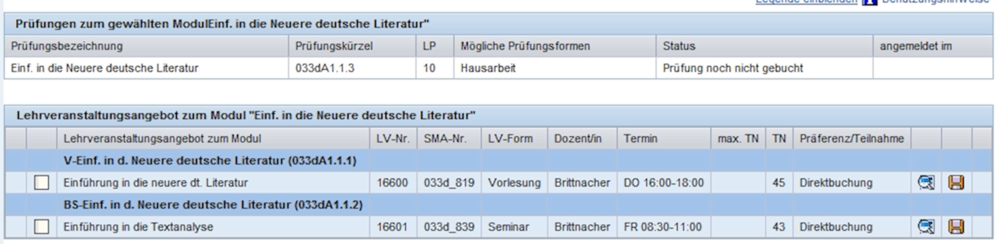 Legende einblenden Benutzungshinweise
Prüfungen zum gewählten ModulEinf. in die Neuere deutsche Literatur"
Prüfungsbezeichnung Prüfungskürzel LP Mögliche Prüfungsformen Status angemeldet im
Einf. in die Neuere deutsche Literatur 033dA1.1.3 10 Hausarbeit Prüfung noch nicht gebucht
Lehrveranstaltungsangebot zum Modul "Einf. in die Neuere deutsche Literatur"
Lehrveranstaltungsangebot zum Modul LV-Nr. SMA-Nr. LV-Form Dozent/in Termin max. TN TN Präferenz/Teilnahme
V-Einf. in d. Neuere deutsche Literatur (033dA1.1.1)
Einführung in die neuere dt. Literatur 16600 033d_819 Vorlesung Brittnacher DO 16:00-18:00 45 Direktbuchung
BS-Einf. in d. Neuere deutsche Literatur (033dA1.1.2)
Einführung in die Textanalyse 16601 033d_839 Seminar Brittnacher FR 08:30-11:00 43 Direktbuchung